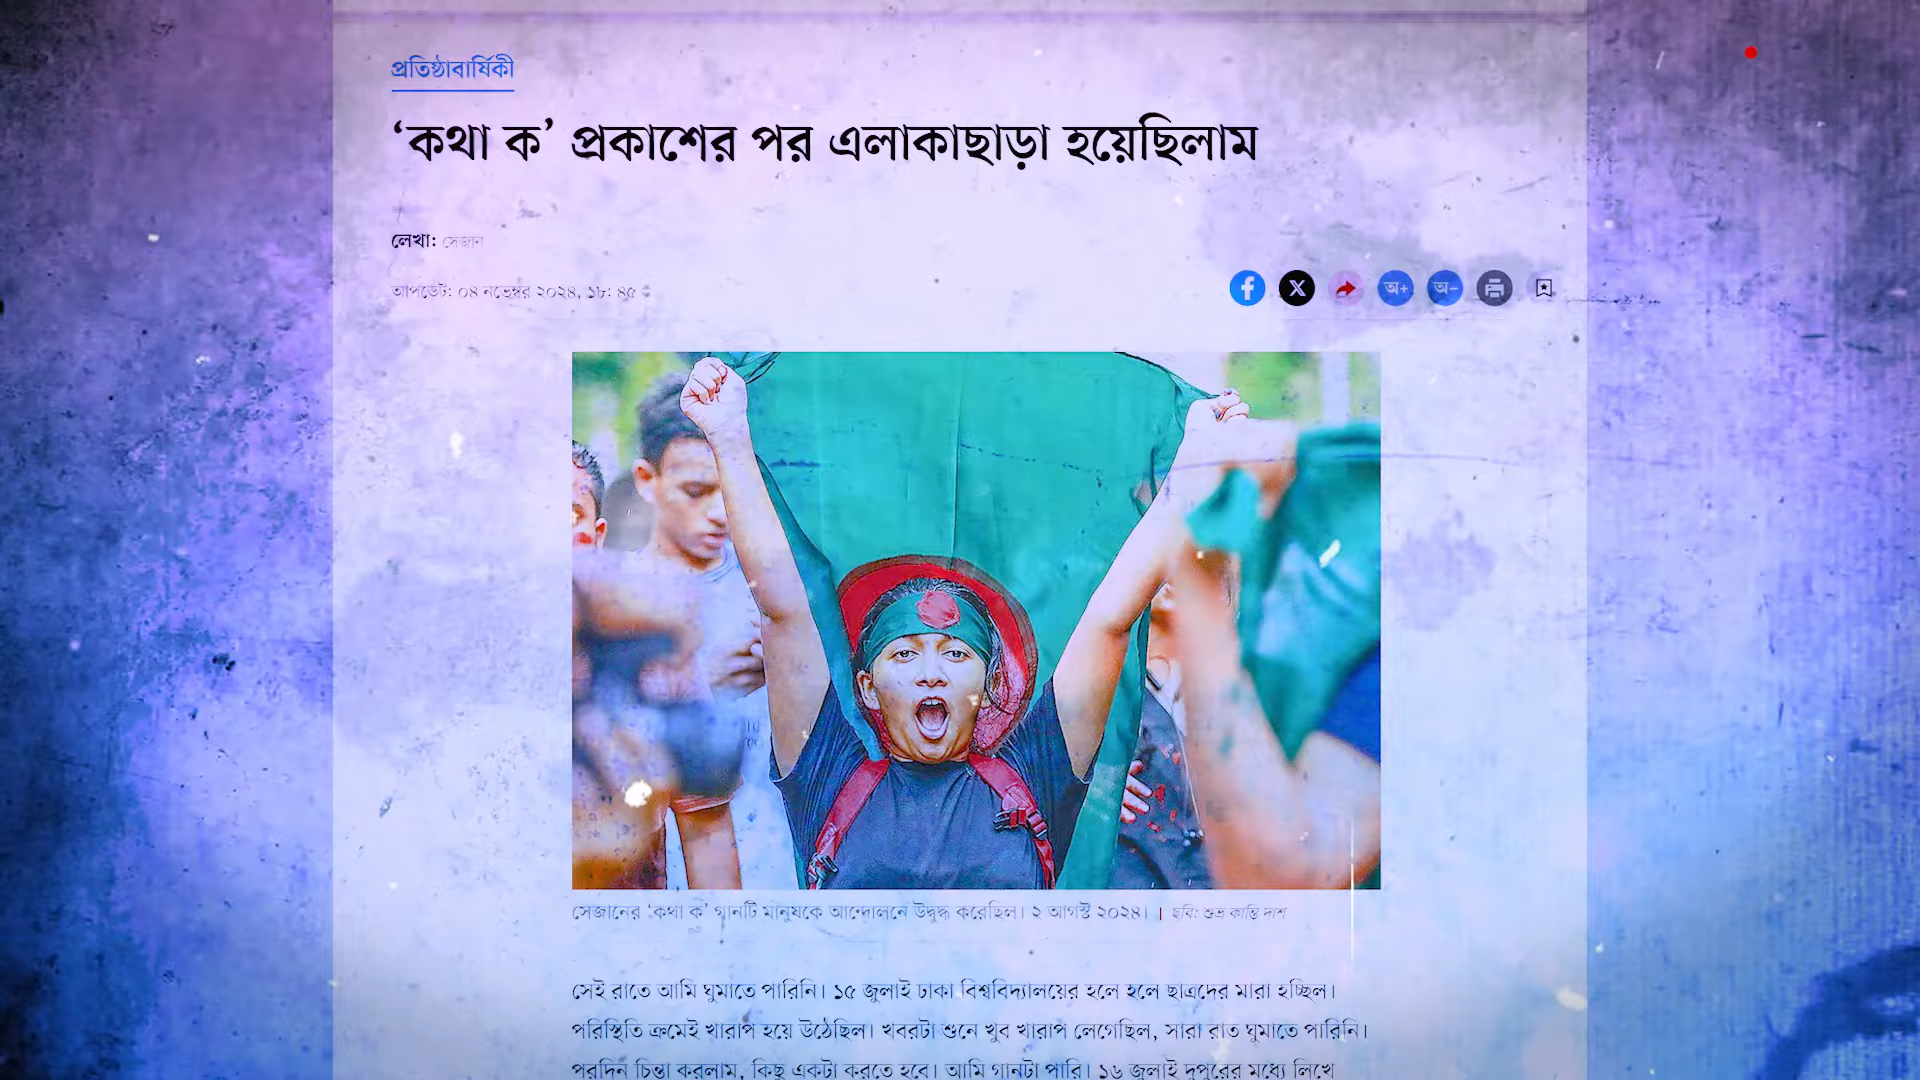 প্রতিষ্ঠাবার্ষিকী
‘কথা ক’ প্রকাশের পর এলাকাছাড়া হয়েছিলাম
লেখা: সেজান
আপডেট: ০৪ নভেম্বর ২০২৪, ১৮: ৪৫
অ+ অ−
সেজানের ‘কথা ক’ গানটি মানুষকে আন্দোলনে উদ্বুদ্ধ করেছিল। ২ আগস্ট ২০২৪। | ছবি: শুভ্র কান্তি দাশ
সেই রাতে আমি ঘুমাতে পারিনি। ১৫ জুলাই ঢাকা বিশ্ববিদ্যালয়ের হলে হলে ছাত্রদের মারা হচ্ছিল।
পরিস্থিতি ক্রমেই খারাপ হয়ে উঠেছিল। খবরটা শুনে খুব খারাপ লেগেছিল, সারা রাত ঘুমাতে পারিনি।
পরদিন চিন্তা করলাম, কিছু একটা করতে হবে। আমি গানটা পারি। ১৬ জুলাই দুপুরের মধ্যে লিখে